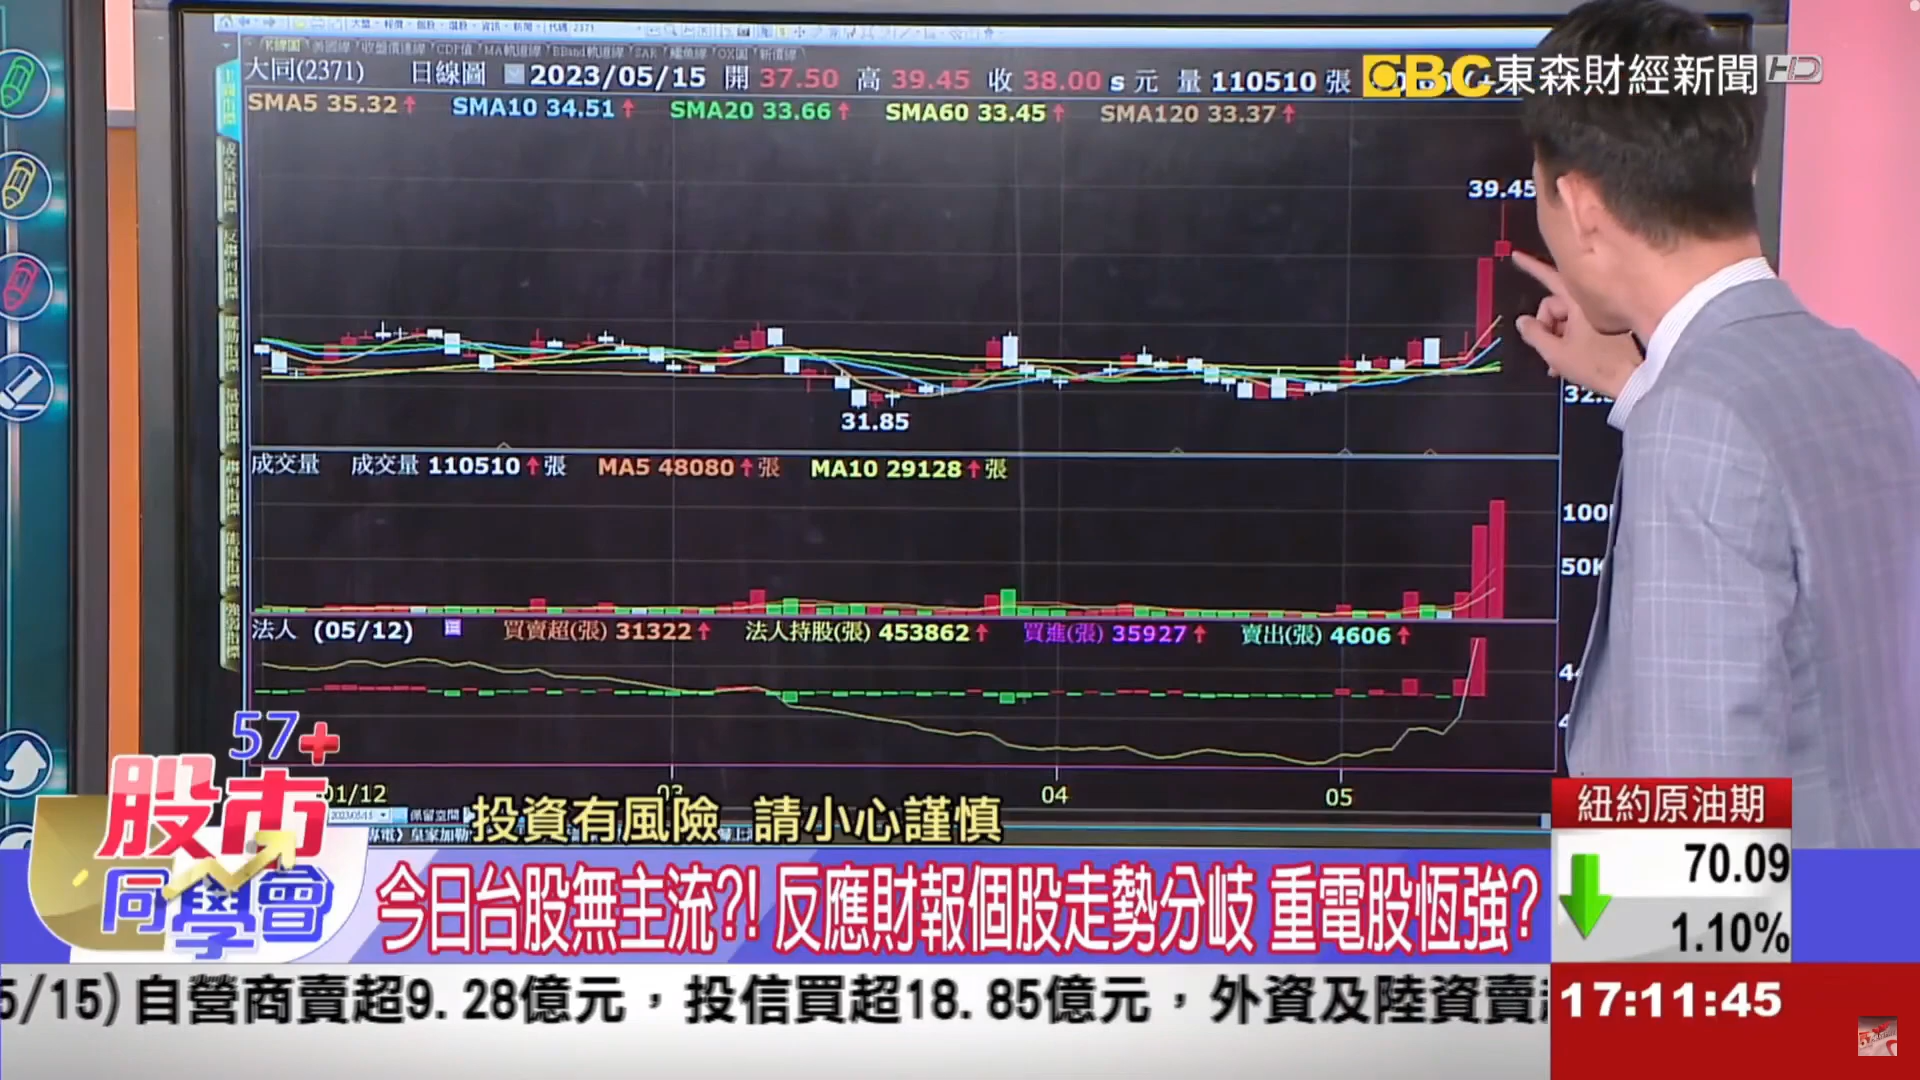 大同(2371) 日線圖 2023/05/15 開 37.50 高 39.45 收 38.00 s 元 量 110510 張
EBC 東森財經新聞 HD
SMA5 35.32↑ SMA10 34.51↑ SMA20 33.66↑ SMA60 33.45↑ SMA120 33.37↑
39.45
31.85
成交量 成交量 110510↑張 MA5 48080↑張 MA10 29128↑張
50K
法人 (05/12) 買賣超(張) 31322↑ 法人持股(張) 453862↑ 買進(張) 35927↑ 賣出(張) 4606↑
01/12 03 04 05
57+
股市
同學會
投資有風險 請小心謹慎
今日台股無主流?! 反應財報個股走勢分歧 重電股恆強?
紐約原油期
70.09
1.10%
5/15)自營商賣超9.28億元，投信買超18.85億元，外資及陸資賣
17:11:45